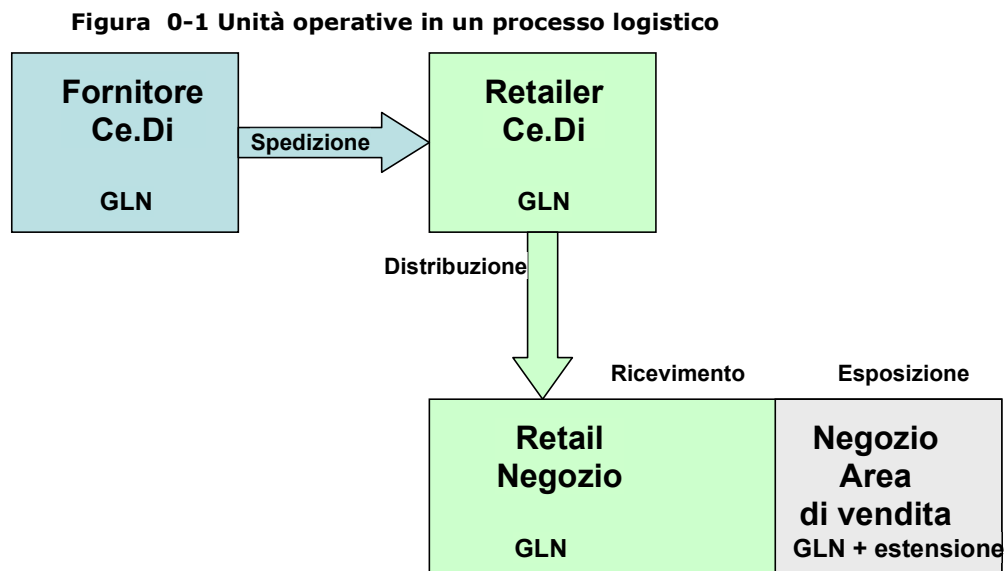 Figura 0-1 Unità operative in un processo logistico
Fornitore
Ce.Di
GLN
Spedizione
Retailer
Ce.Di
GLN
Distribuzione
Ricevimento
Esposizione
Retail
Negozio
GLN
Negozio
Area
di vendita
GLN + estensione